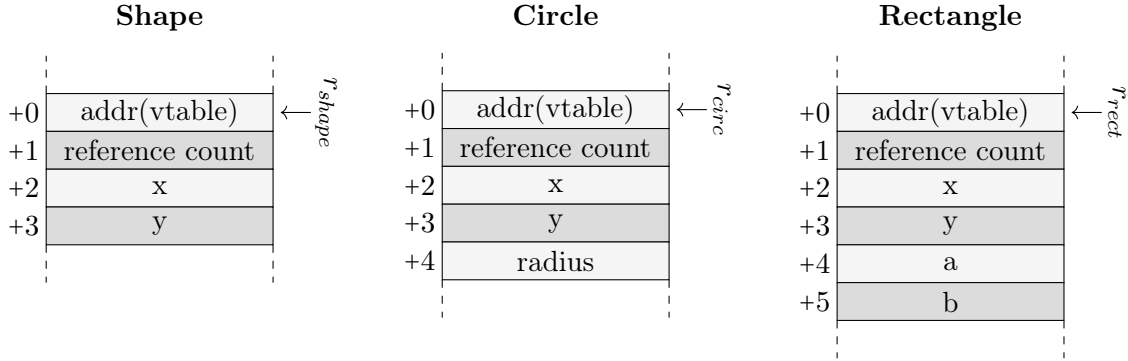 Shape
+0 addr(vtable) r_shape
+1 reference count
+2 x
+3 y
Circle
+0 addr(vtable) r_circ
+1 reference count
+2 x
+3 y
+4 radius
Rectangle
+0 addr(vtable) r_rect
+1 reference count
+2 x
+3 y
+4 a
+5 b